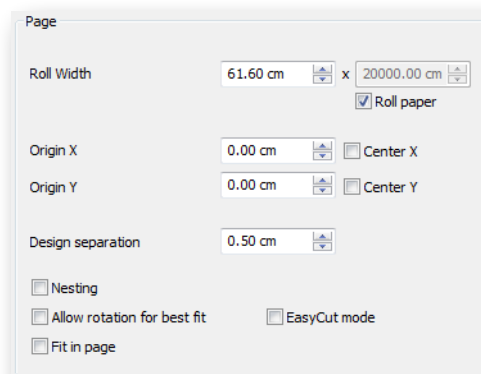 Page
Roll Width 61.60 cm x 20000.00 cm
Roll paper
Origin X 0.00 cm Center X
Origin Y 0.00 cm Center Y
Design separation 0.50 cm
Nesting
Allow rotation for best fit EasyCut mode
Fit in page